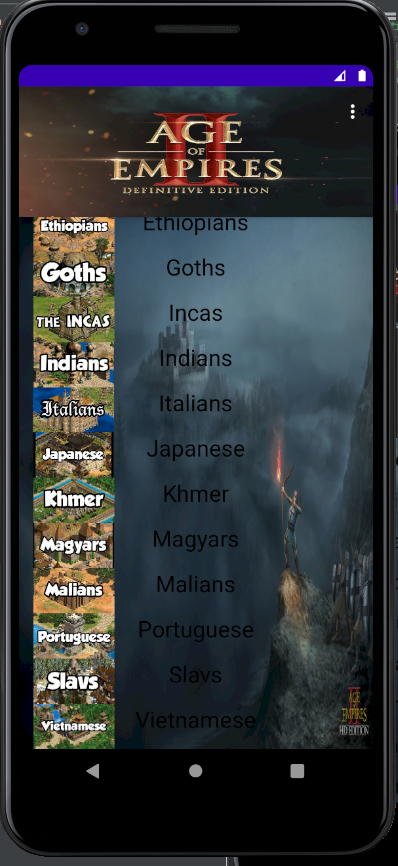 II
AGE
OF
EMPIRES
DEFINITIVE EDITION
Ethiopians Ethiopians
Goths Goths
THE INCAS Incas
Indians Indians
Italians Italians
Japanese Japanese
Khmer Khmer
Magyars Magyars
Malians Malians
Portuguese Portuguese
Slavs Slavs
Vietnamese Vietnamese
II
AGE
OF
EMPIRES
HD EDITION